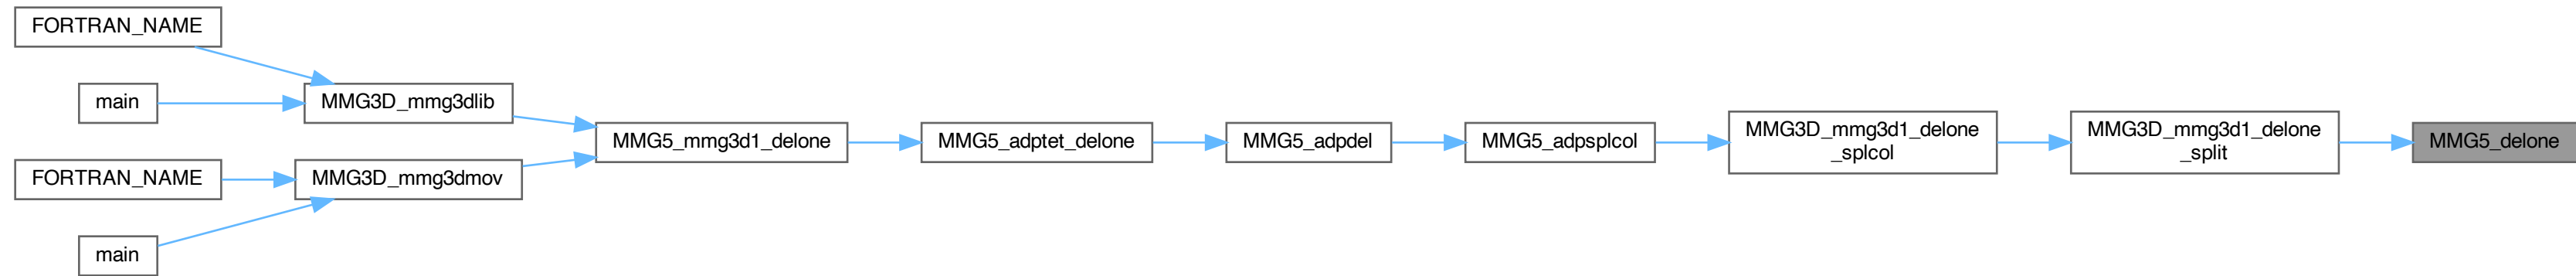 FORTRAN_NAME
main
MMG3D_mmg3dlib
FORTRAN_NAME
MMG3D_mmg3dmov
main
MMG5_mmg3d1_delone
MMG5_adptet_delone
MMG5_adpdel
MMG5_adpsplcol
MMG3D_mmg3d1_delone
_splcol
MMG3D_mmg3d1_delone
_split
MMG5_delone